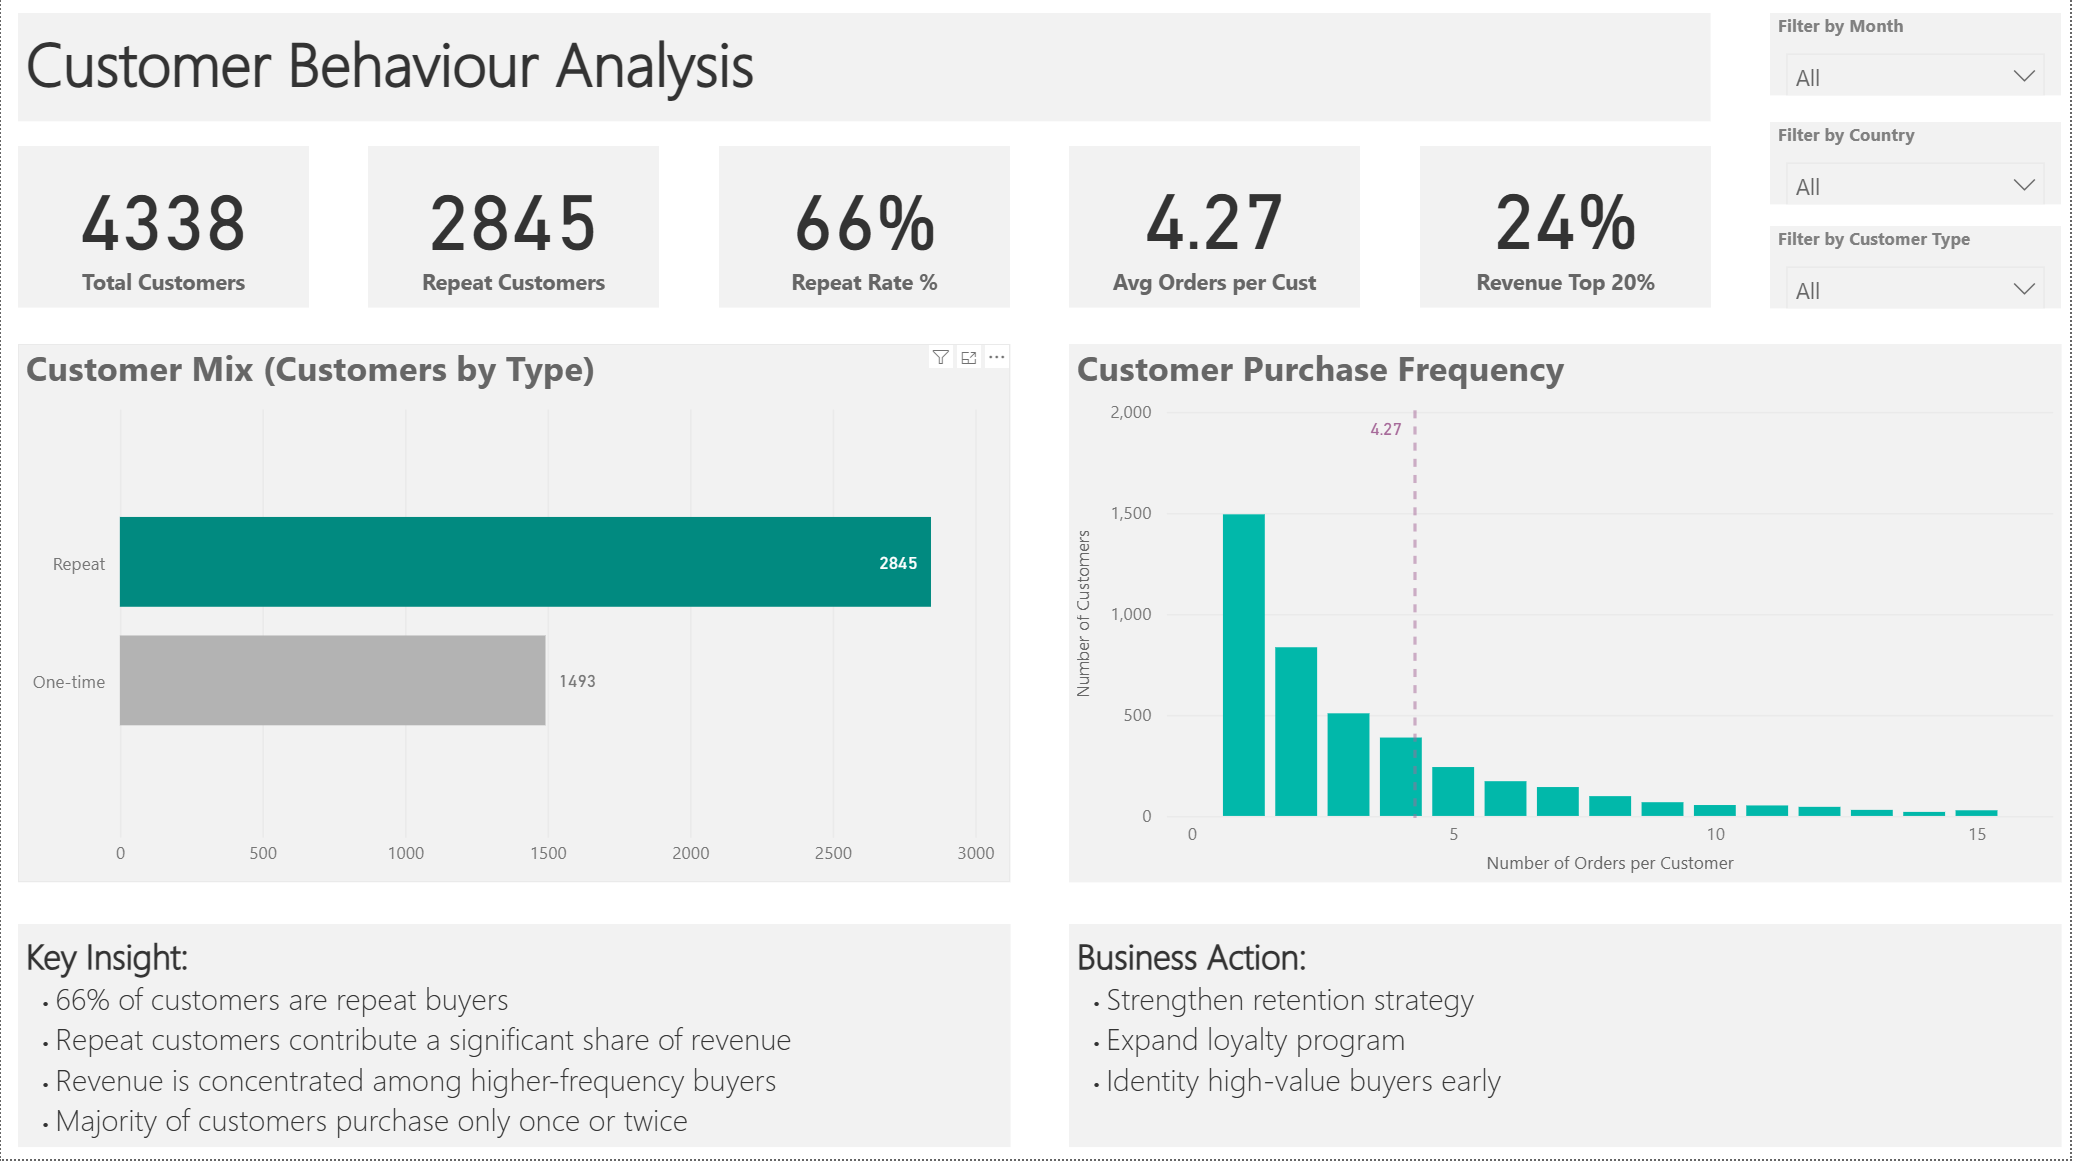 Customer Behaviour Analysis
Filter by Month
All
Filter by Country
All
Filter by Customer Type
All
4338
Total Customers
2845
Repeat Customers
66%
Repeat Rate %
4.27
Avg Orders per Cust
24%
Revenue Top 20%
Customer Mix (Customers by Type)
Repeat
2845
One-time
1493
0 500 1000 1500 2000 2500 3000
Customer Purchase Frequency
Number of Customers
2,000
1,500
1,000
500
0
4.27
0 5 10 15
Number of Orders per Customer
Key Insight:
• 66% of customers are repeat buyers
• Repeat customers contribute a significant share of revenue
• Revenue is concentrated among higher-frequency buyers
• Majority of customers purchase only once or twice
Business Action:
• Strengthen retention strategy
• Expand loyalty program
• Identity high-value buyers early